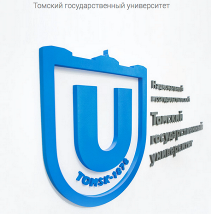 Томский государственный университет
U
TOMSK-1878
Национальный
исследовательский
Томский
государственный
университет